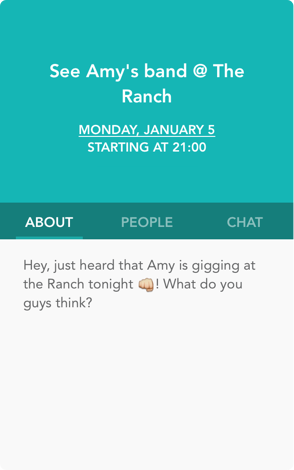 See Amy's band @ The
Ranch
MONDAY, JANUARY 5
STARTING AT 21:00
ABOUT PEOPLE CHAT
Hey, just heard that Amy is gigging at
the Ranch tonight 👊🏼! What do you
guys think?